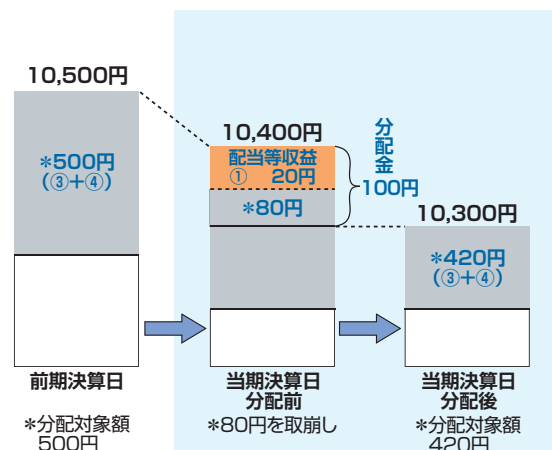 10,500円
*500円
(③+④)
前期決算日
*分配対象額
500円
10,400円
配当等収益
① 20円
*80円
分配金
100円
当期決算日
分配前
*80円を取崩し
10,300円
*420円
(③+④)
当期決算日
分配後
*分配対象額
420円